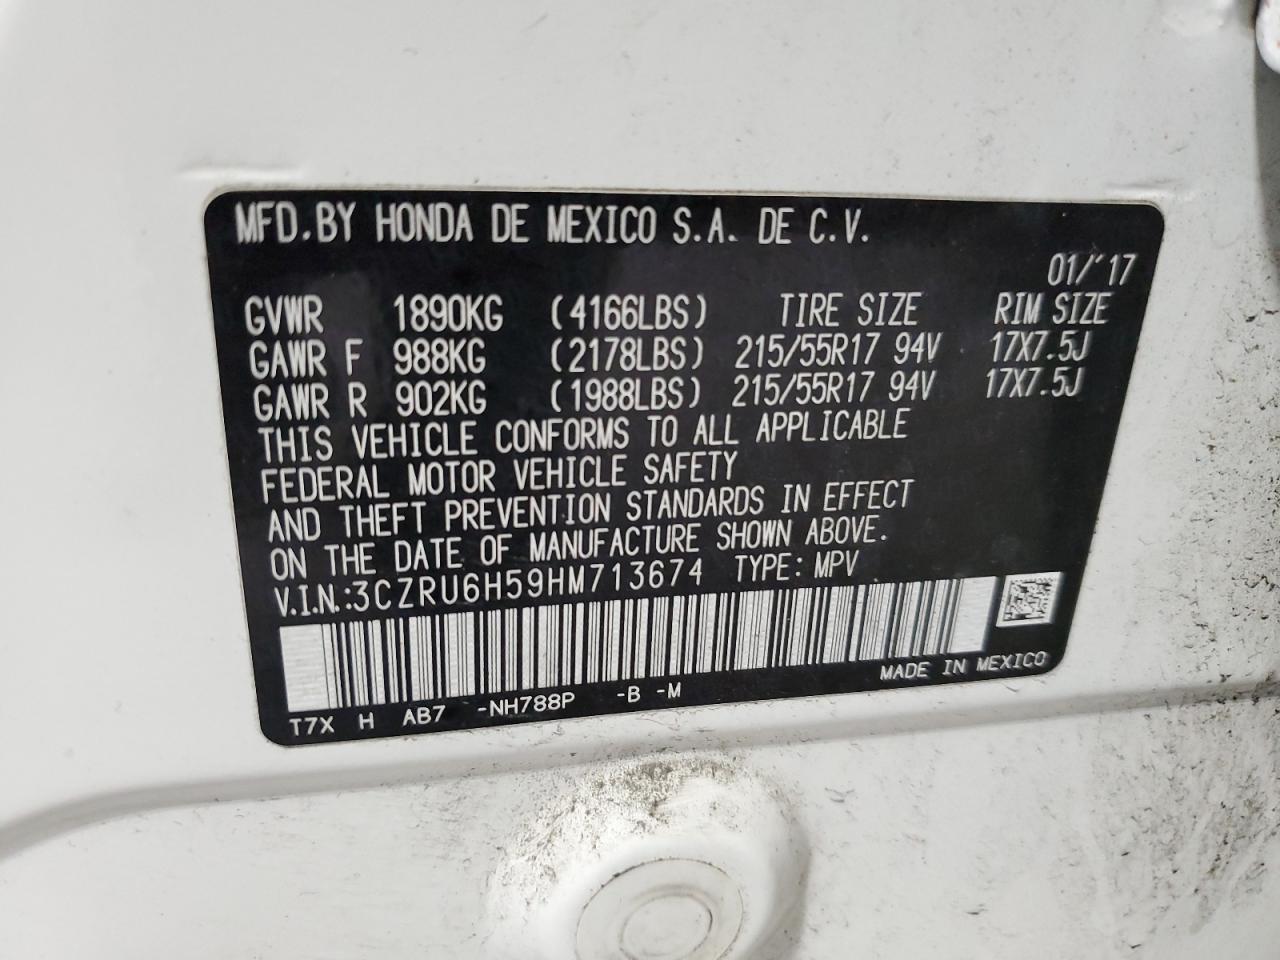 MFD.BY HONDA DE MEXICO S.A. DE C.V.
01/'17
GVWR 1890KG (4166LBS) TIRE SIZE RIM SIZE
GAWR F 988KG (2178LBS) 215/55R17 94V 17X7.5J
GAWR R 902KG (1988LBS) 215/55R17 94V 17X7.5J
THIS VEHICLE CONFORMS TO ALL APPLICABLE
FEDERAL MOTOR VEHICLE SAFETY
AND THEFT PREVENTION STANDARDS IN EFFECT
ON THE DATE OF MANUFACTURE SHOWN ABOVE.
V.I.N.:3CZRU6H59HM713674 TYPE: MPV
MADE IN MEXICO
T7X H AB7 -NH788P -B -M